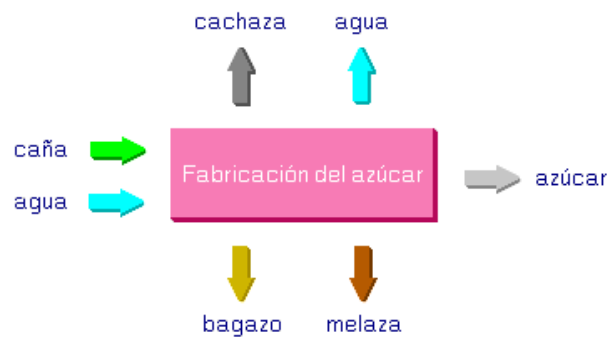 cachaza agua
caña
Fabricación del azúcar
azúcar
agua
bagazo melaza